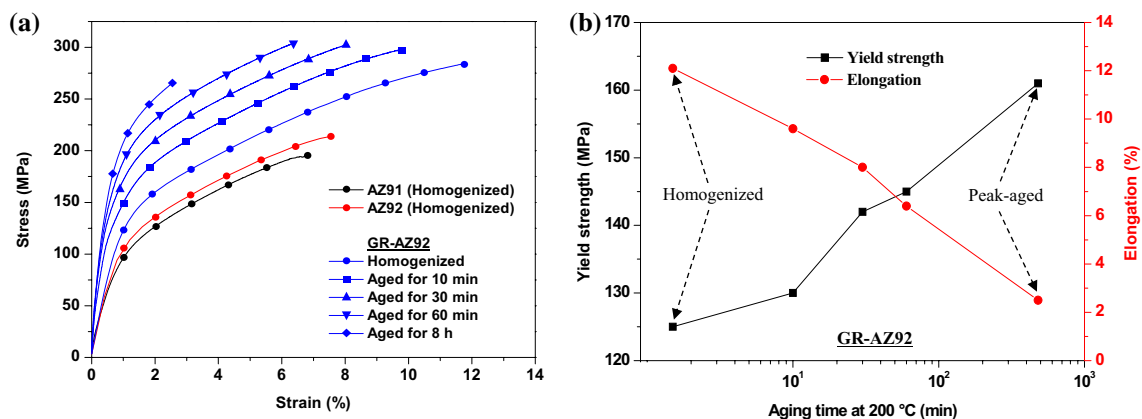 (a)
300
250
200
150
100
50
0
Stress (MPa)
0 2 4 6 8 10 12 14
Strain (%)
AZ91 (Homogenized)
AZ92 (Homogenized)
GR-AZ92
Homogenized
Aged for 10 min
Aged for 30 min
Aged for 60 min
Aged for 8 h
(b)
170
160
150
140
130
120
Yield strength (MPa)
Yield strength
Elongation
Homogenized
Peak-aged
GR-AZ92
10¹ 10² 10³
Aging time at 200 °C (min)
14
12
10
8
6
4
2
0
Elongation (%)